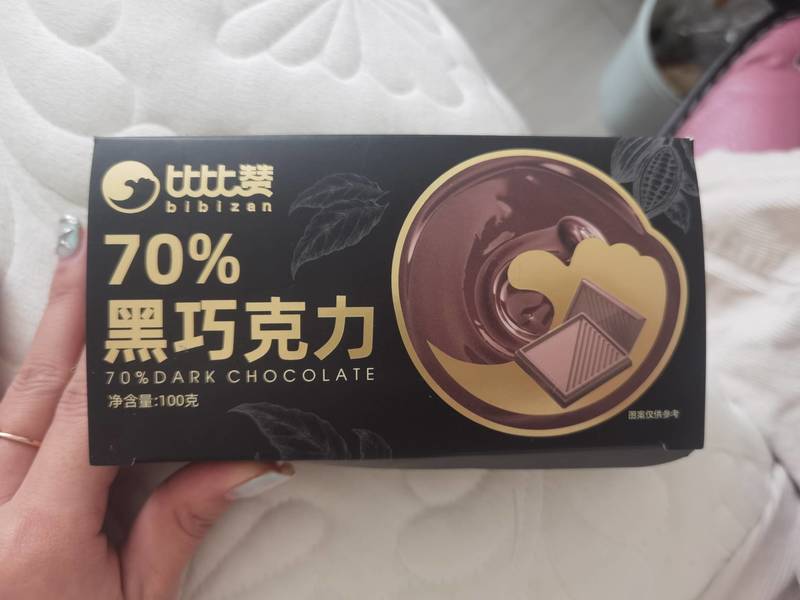 比比赞
bibizan
70%
黑巧克力
70%DARK CHOCOLATE
净含量:100克
图案仅供参考